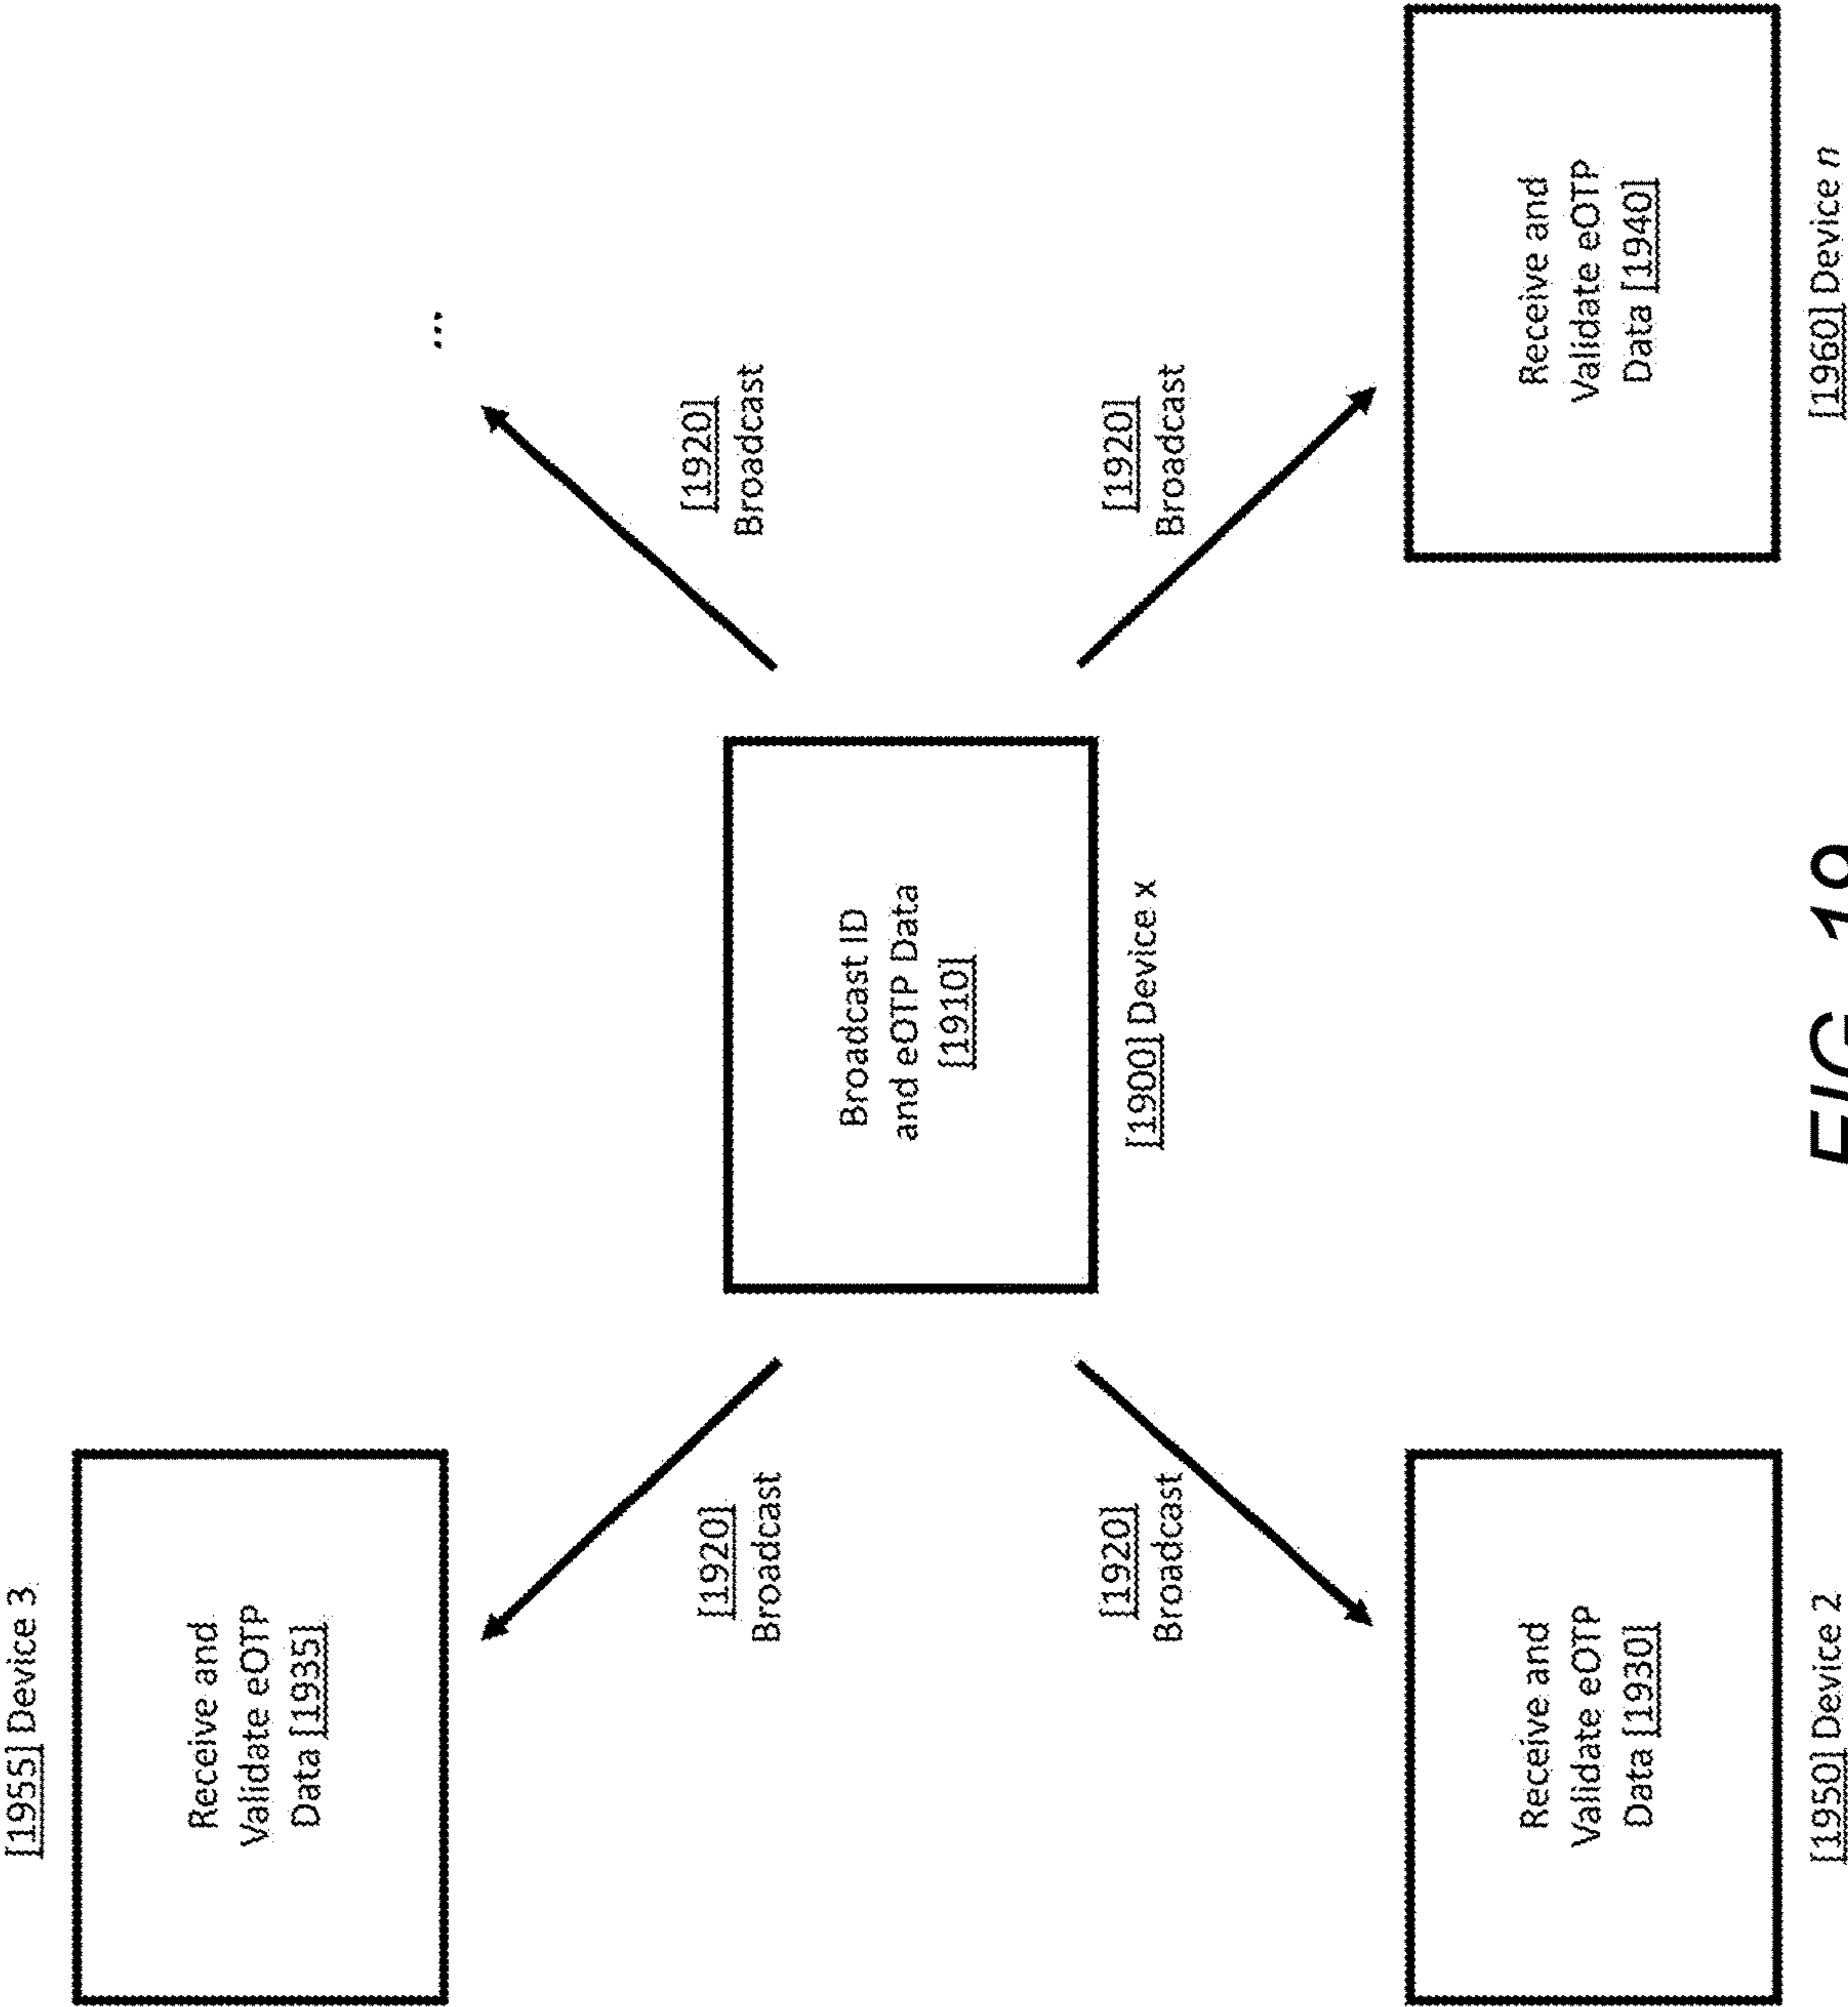 [1955] Device 3
Receive and
Validate eOTP
Data [1935]
...
[1920]
Broadcast
[1920]
Broadcast
Broadcast ID
and eOTP Data
[1910]
[1900] Device x
[1920]
Broadcast
[1920]
Broadcast
Receive and
Validate eOTP
Data [1930]
[1950] Device 2
Receive and
Validate eOTP
Data [1940]
[1960] Device n
FIG. 19